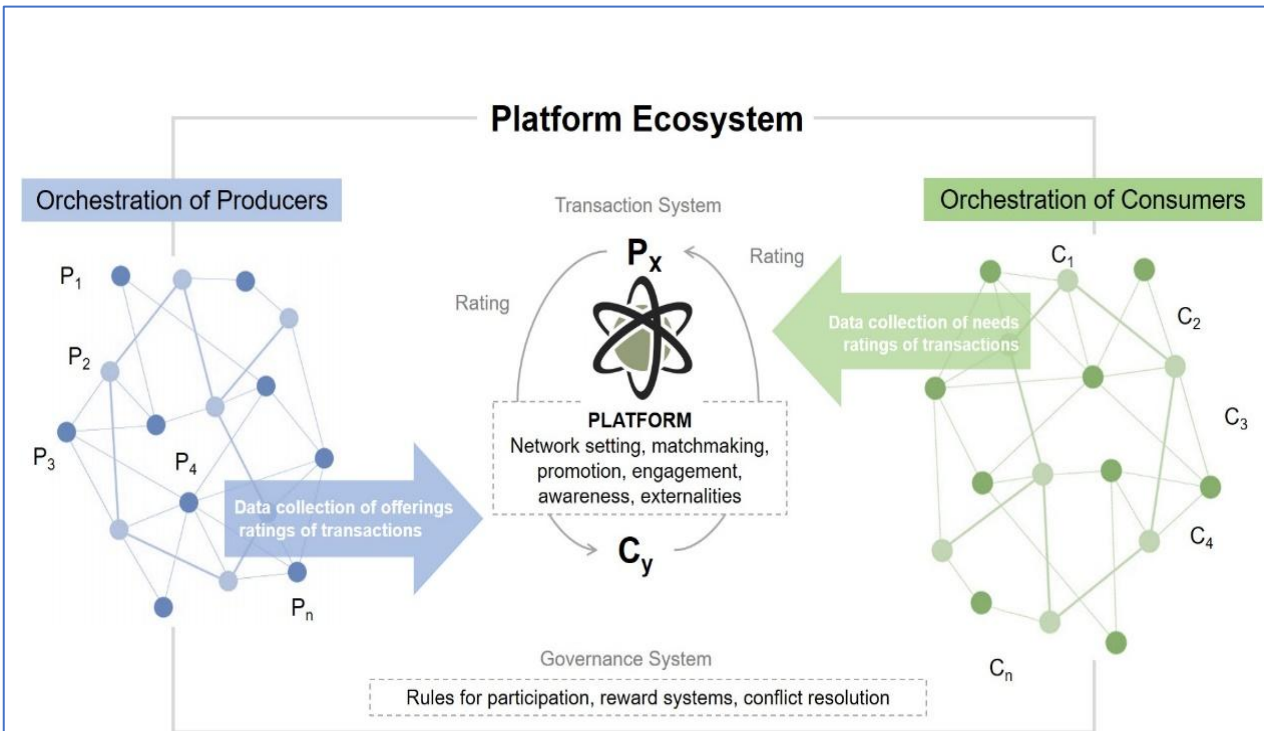 Platform Ecosystem
Orchestration of Producers
Orchestration of Consumers
Transaction System
P₁
P₂
P₃
P₄
Pₙ
Data collection of offerings
ratings of transactions
Rating
Pₓ
Rating
PLATFORM
Network setting, matchmaking,
promotion, engagement,
awareness, externalities
Cᵧ
Data collection of needs
ratings of transactions
C₁
C₂
C₃
C₄
Cₙ
Governance System
Rules for participation, reward systems, conflict resolution